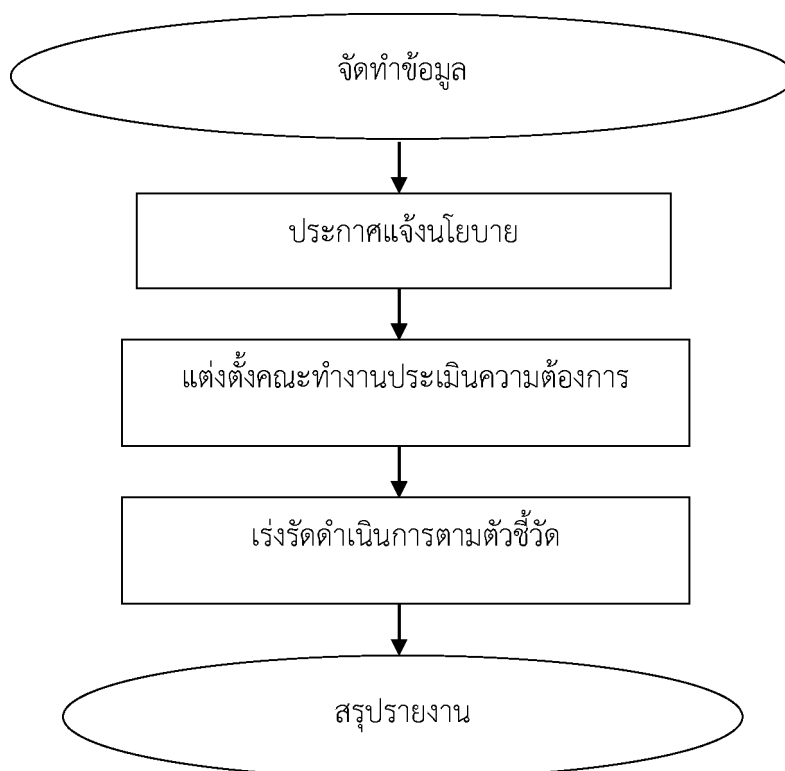 จัดทำข้อมูล
ประกาศแจ้งนโยบาย
แต่งตั้งคณะทำงานประเมินความต้องการ
เร่งรัดดำเนินการตามตัวชี้วัด
สรุปรายงาน